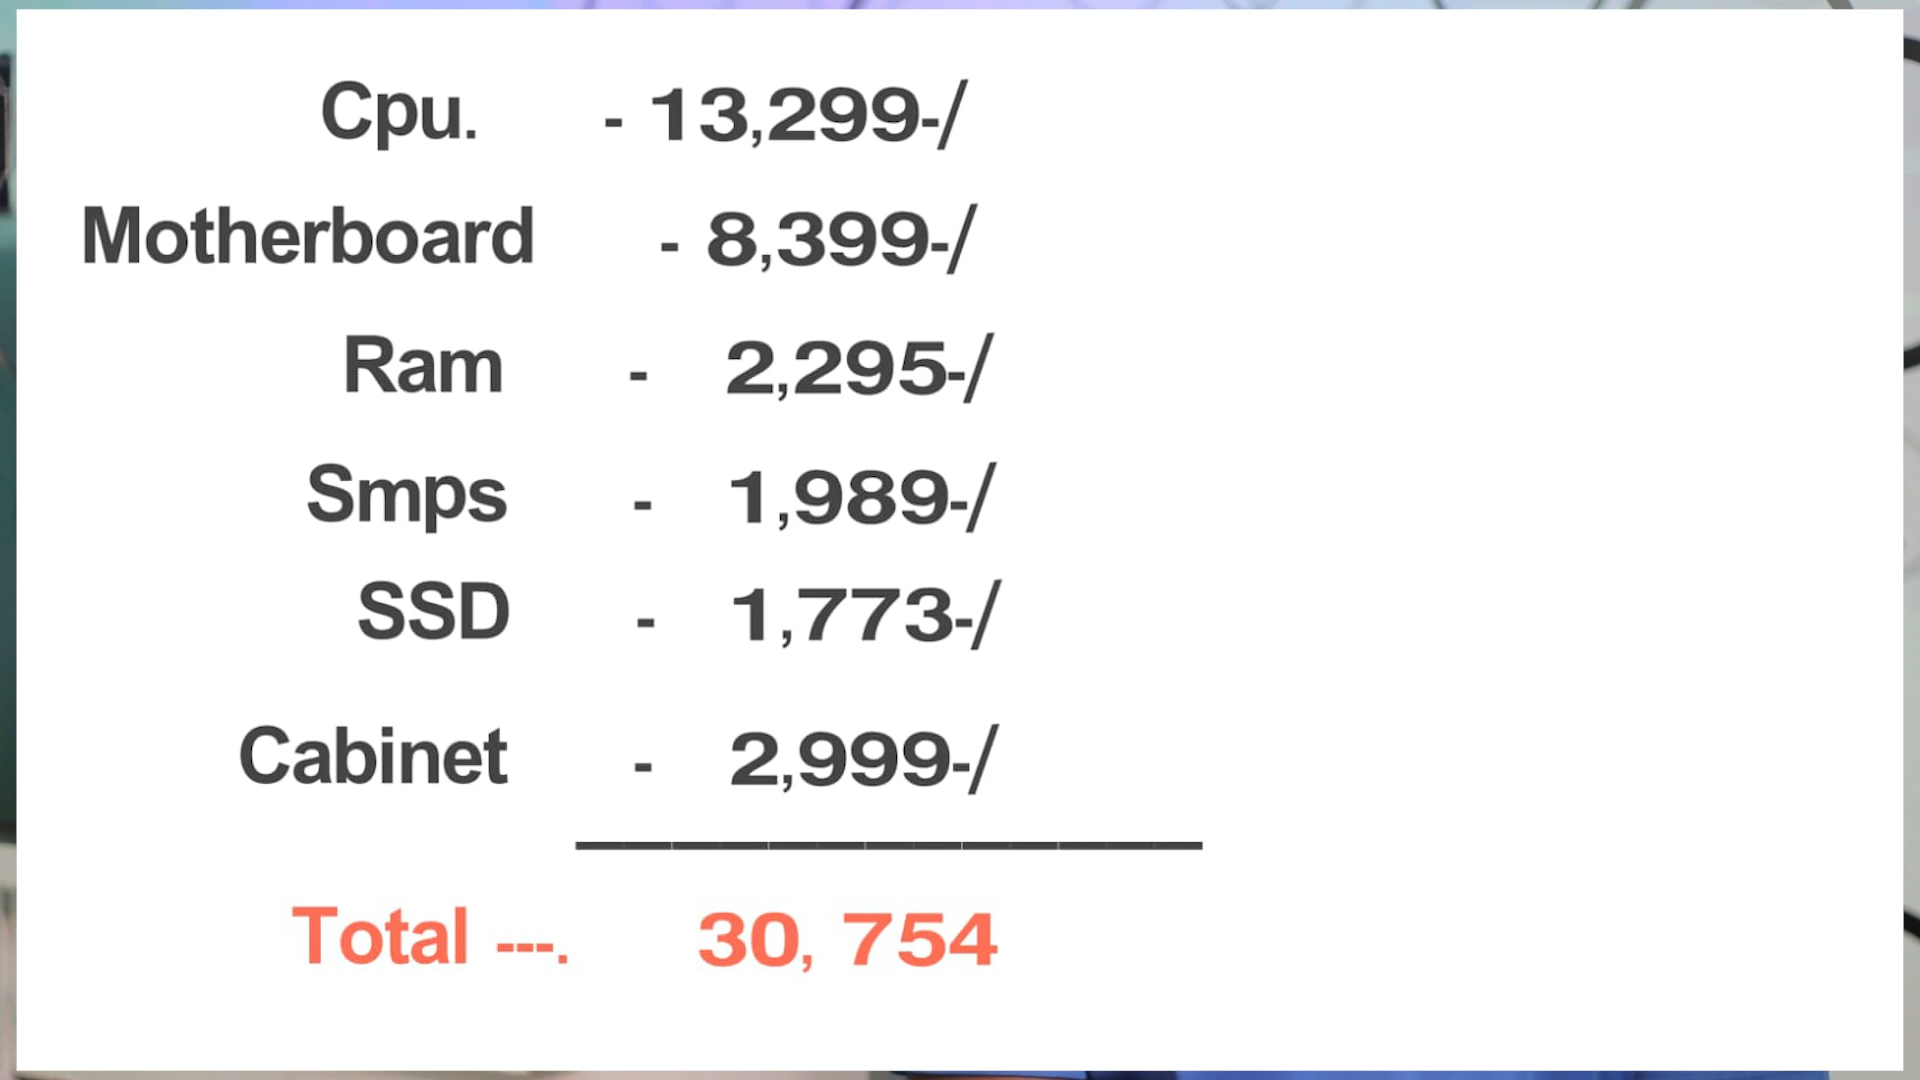 Cpu. - 13,299-/
Motherboard - 8,399-/
Ram - 2,295-/
Smps - 1,989-/
SSD - 1,773-/
Cabinet - 2,999-/
Total ---. 30, 754